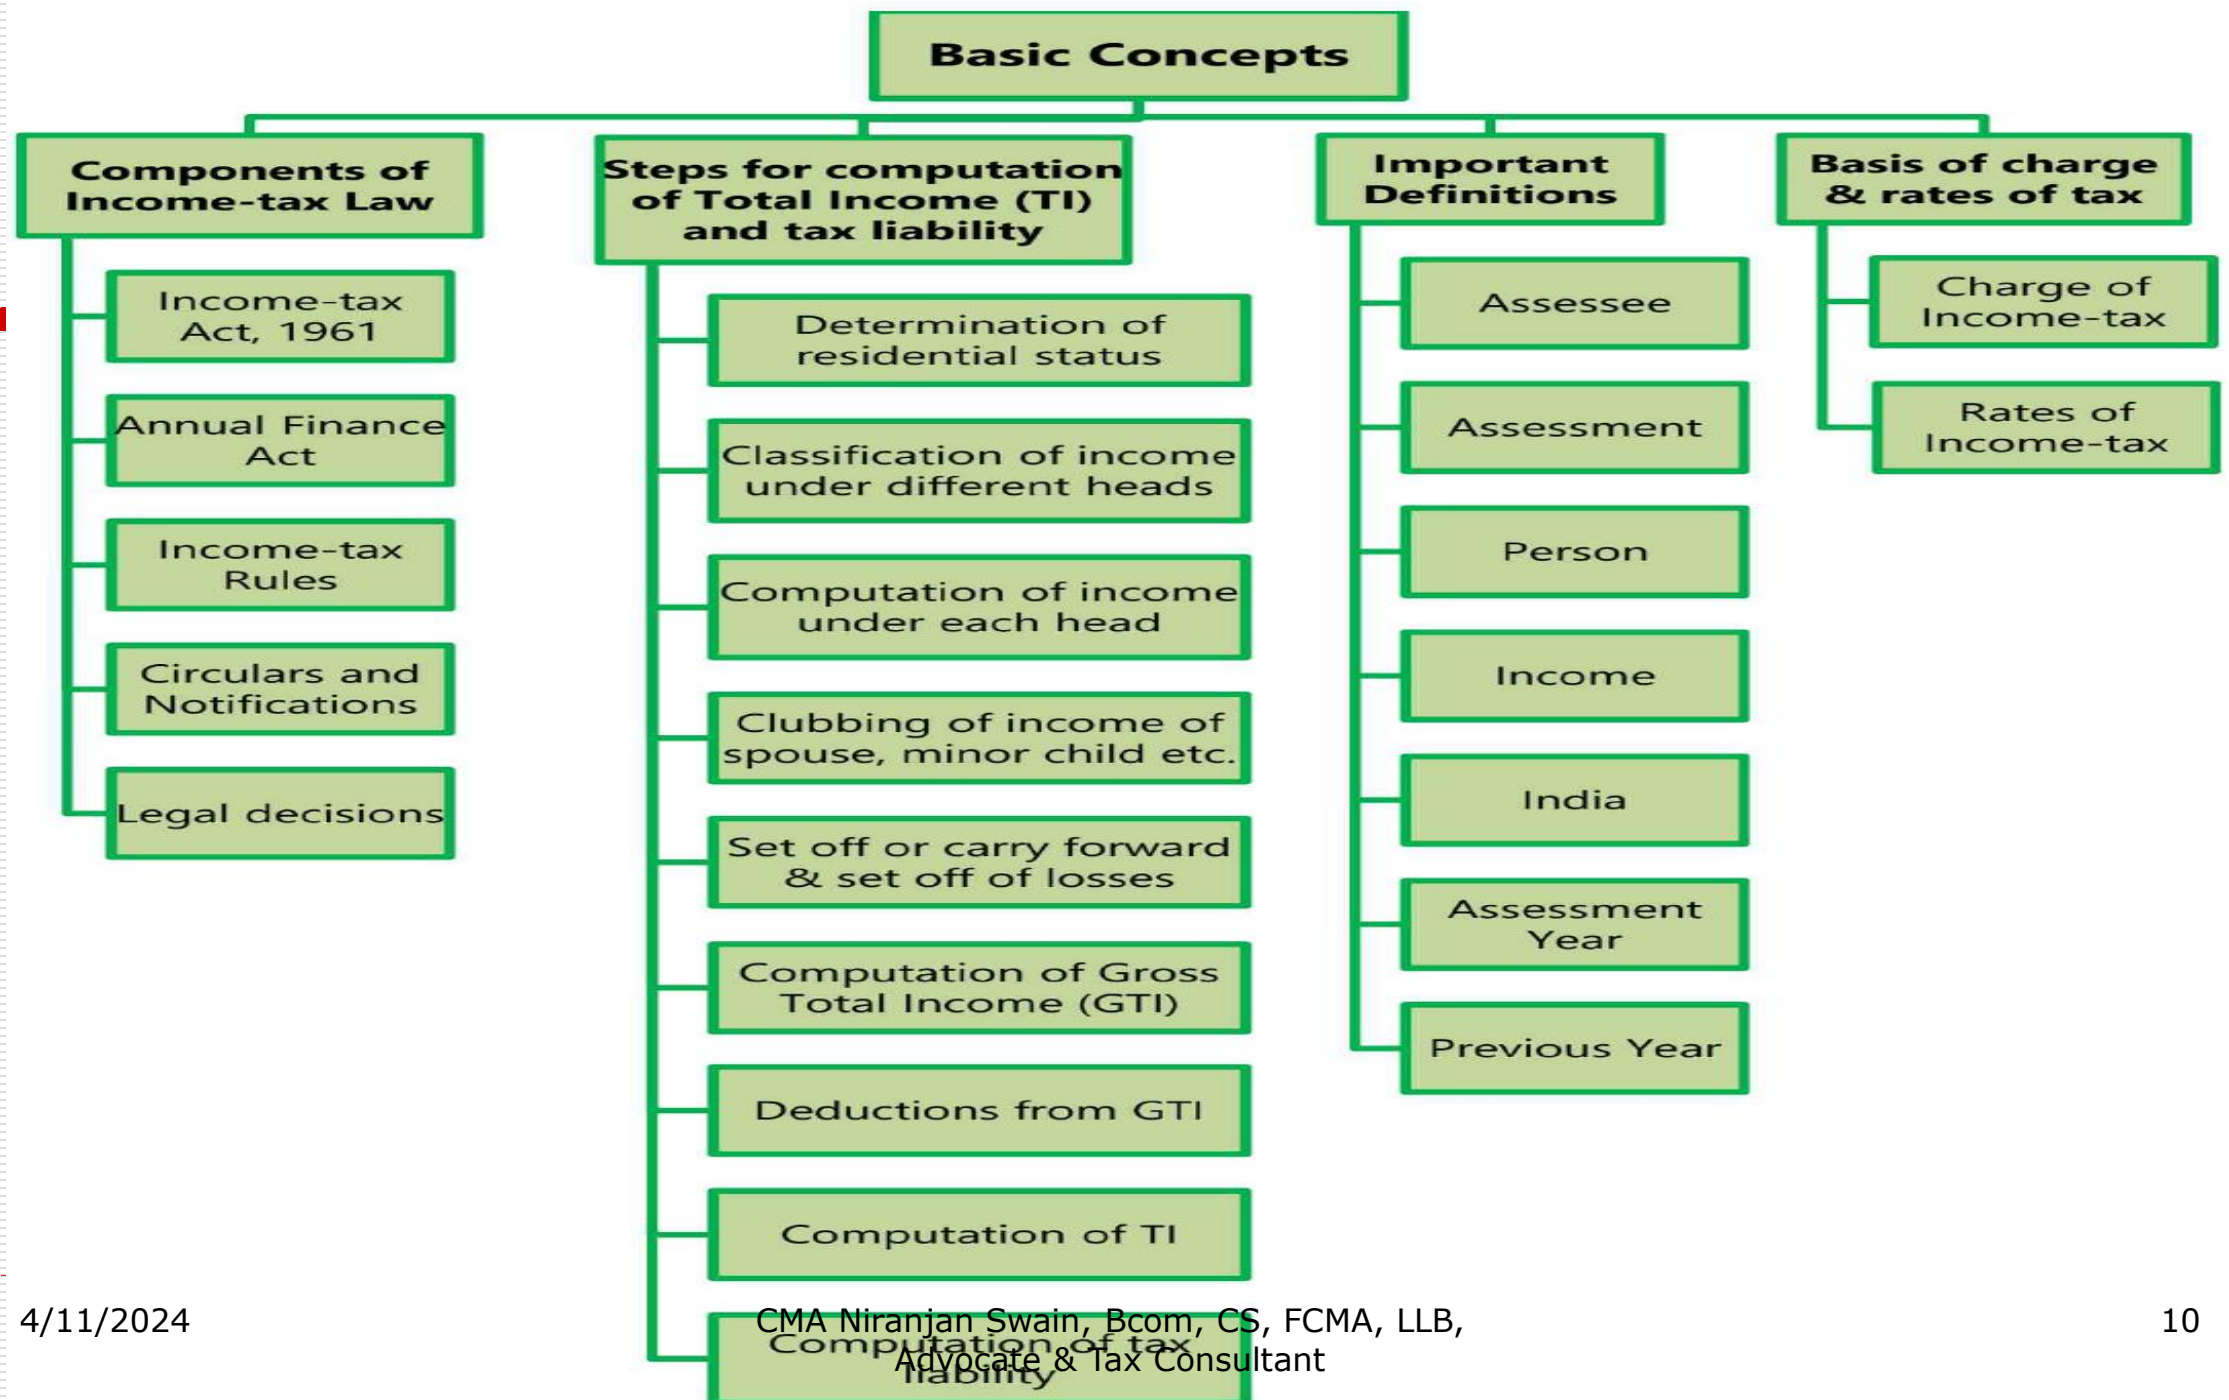 Basic Concepts
Components of
Income-tax Law
Income-tax
Act, 1961
Annual Finance
Act
Income-tax
Rules
Circulars and
Notifications
Legal decisions
Steps for computation
of Total Income (TI)
and tax liability
Determination of
residential status
Classification of income
under different heads
Computation of income
under each head
Clubbing of income of
spouse, minor child etc.
Set off or carry forward
& set off of losses
Computation of Gross
Total Income (GTI)
Deductions from GTI
Computation of TI
Computation of tax
liability
Important
Definitions
Assessee
Assessment
Person
Income
India
Assessment
Year
Previous Year
Basis of charge
& rates of tax
Charge of
Income-tax
Rates of
Income-tax
4/11/2024
CMA Niranjan Swain, Bcom, CS, FCMA, LLB,
Advocate & Tax Consultant
10